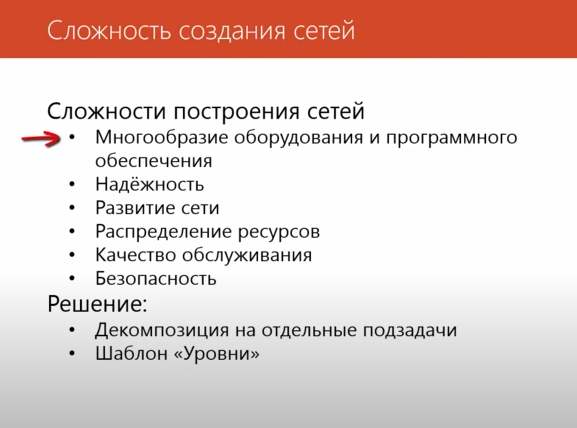 Сложность создания сетей
Сложности построения сетей
• Многообразие оборудования и программного
обеспечения
• Надёжность
• Развитие сети
• Распределение ресурсов
• Качество обслуживания
• Безопасность
Решение:
• Декомпозиция на отдельные подзадачи
• Шаблон «Уровни»